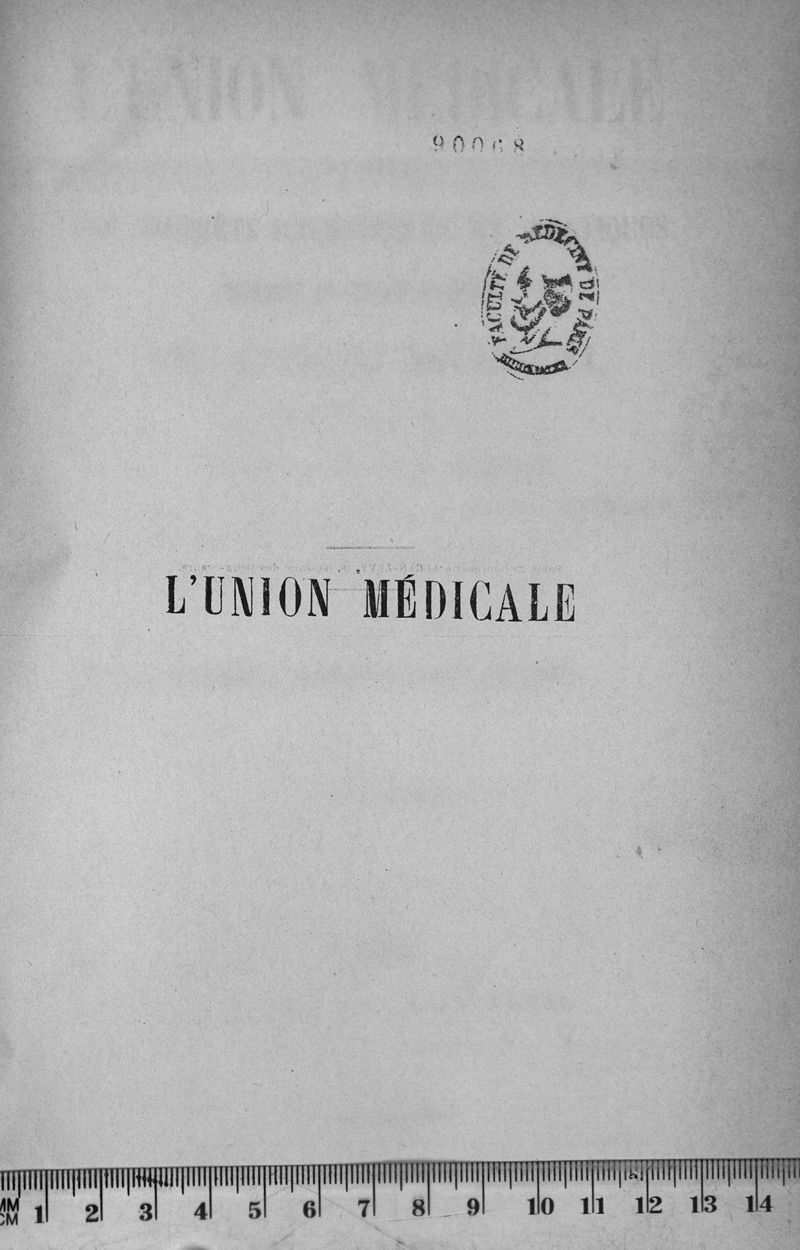 90068
FACULTÉ DE MEDECINE DE PARIS
L'UNION MÉDICALE
MM
CM 1 2 3 4 5 6 7 8 9 10 11 12 13 14